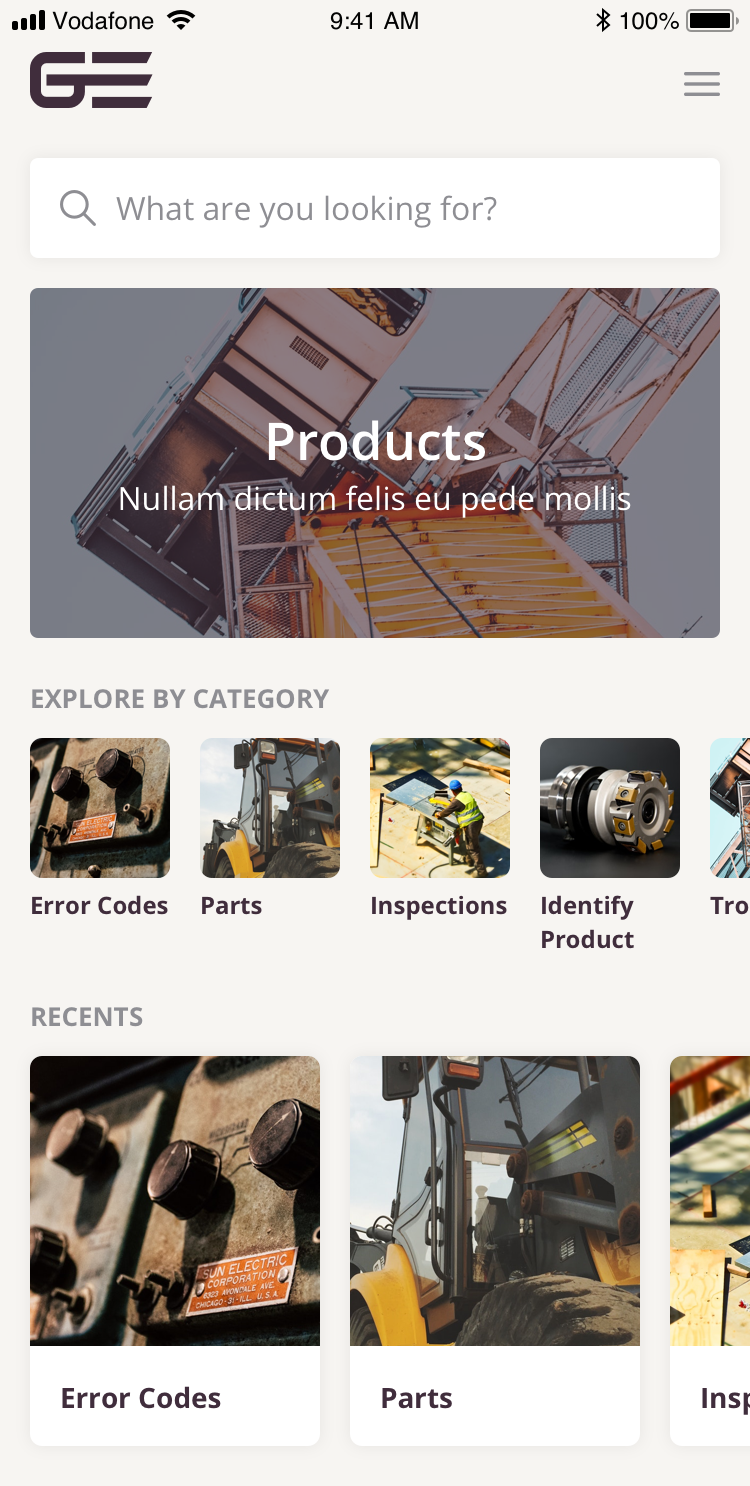 Vodafone 9:41 AM 100%
GE
What are you looking for?
Products
Nullam dictum felis eu pede mollis
EXPLORE BY CATEGORY
Error Codes Parts Inspections Identify Tro
Product
RECENTS
SUN ELECTRIC
CORPORATION
6323 AVONDALE AVE.
CHICAGO-31-ILL. U.S.A.
Error Codes Parts Insp